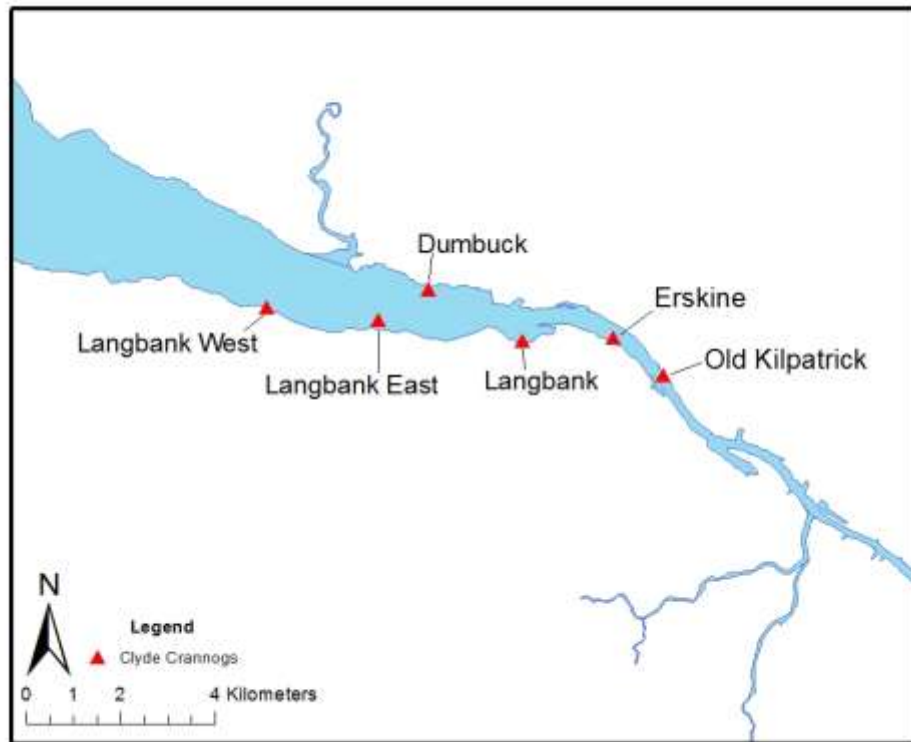 Dumbuck
Erskine
Langbank West
Langbank East
Langbank
Old Kilpatrick
N
Legend
Clyde Crannogs
0 1 2 4 Kilometers